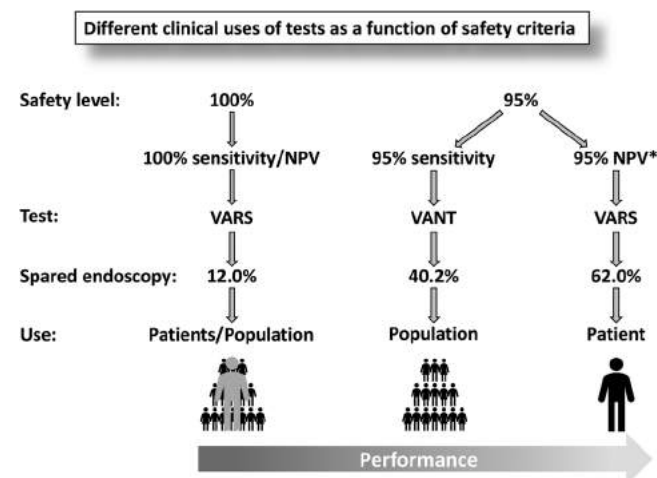 Different clinical uses of tests as a function of safety criteria
Safety level: 100% 95%
100% sensitivity/NPV 95% sensitivity 95% NPV*
Test: VARS VANT VARS
Spared endoscopy: 12.0% 40.2% 62.0%
Use: Patients/Population Population Patient
Performance